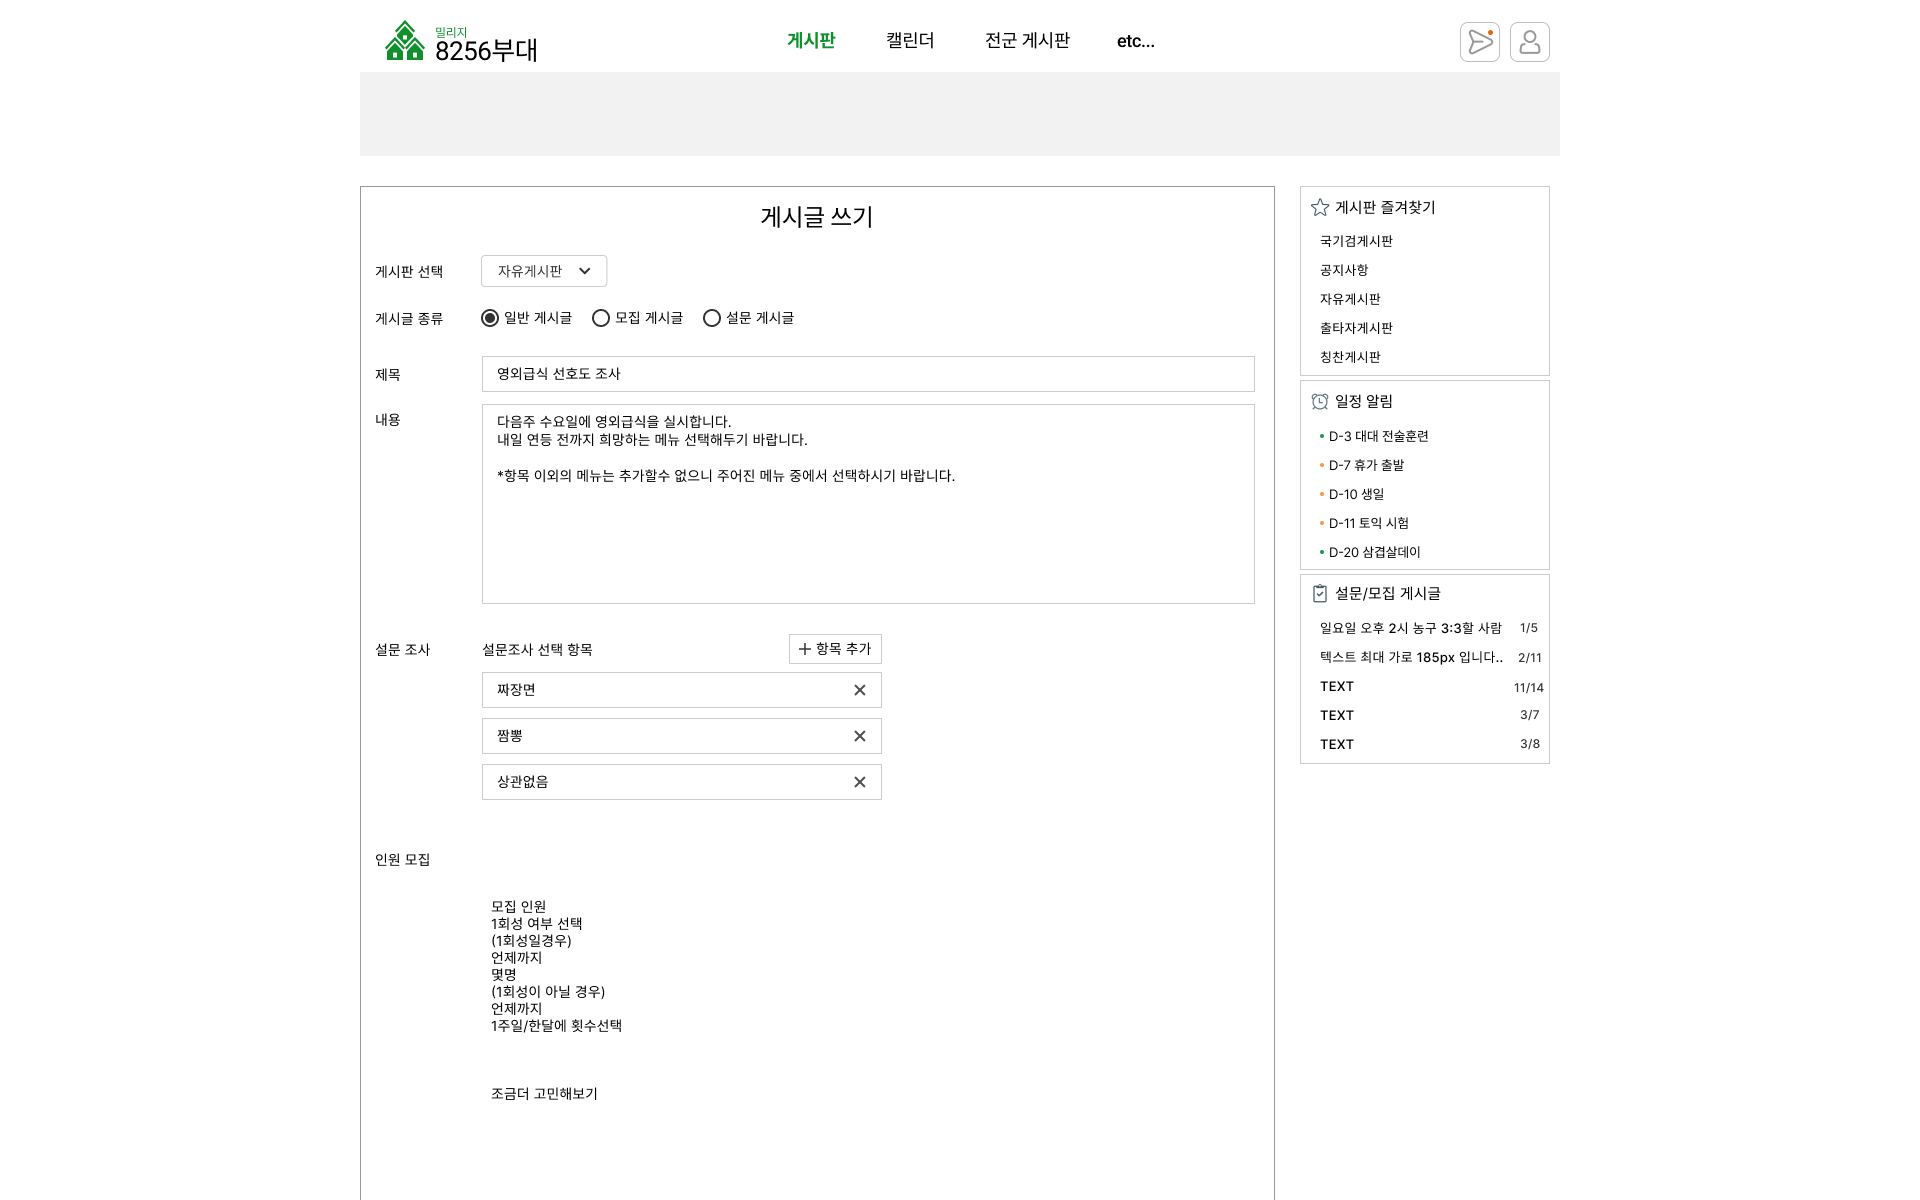 밀리지
8256부대
게시판
캘린더
전군 게시판
etc...
게시글 쓰기
게시판 선택
자유게시판
게시글 종류
일반 게시글
모집 게시글
설문 게시글
제목
영외급식 선호도 조사
내용
다음주 수요일에 영외급식을 실시합니다.
내일 연등 전까지 희망하는 메뉴 선택해두기 바랍니다.
*항목 이외의 메뉴는 추가할수 없으니 주어진 메뉴 중에서 선택하시기 바랍니다.
설문 조사
설문조사 선택 항목
항목 추가
짜장면
짬뽕
상관없음
인원 모집
모집 인원
1회성 여부 선택
(1회성일경우)
언제까지
몇명
(1회성이 아닐 경우)
언제까지
1주일/한달에 횟수선택
조금더 고민해보기
게시판 즐겨찾기
국기검게시판
공지사항
자유게시판
출타자게시판
칭찬게시판
일정 알림
D-3 대대 전술훈련
D-7 휴가 출발
D-10 생일
D-11 토익 시험
D-20 삼겹살데이
설문/모집 게시글
일요일 오후 2시 농구 3:3할 사람 1/5
텍스트 최대 가로 185px 입니다.. 2/11
TEXT 11/14
TEXT 3/7
TEXT 3/8